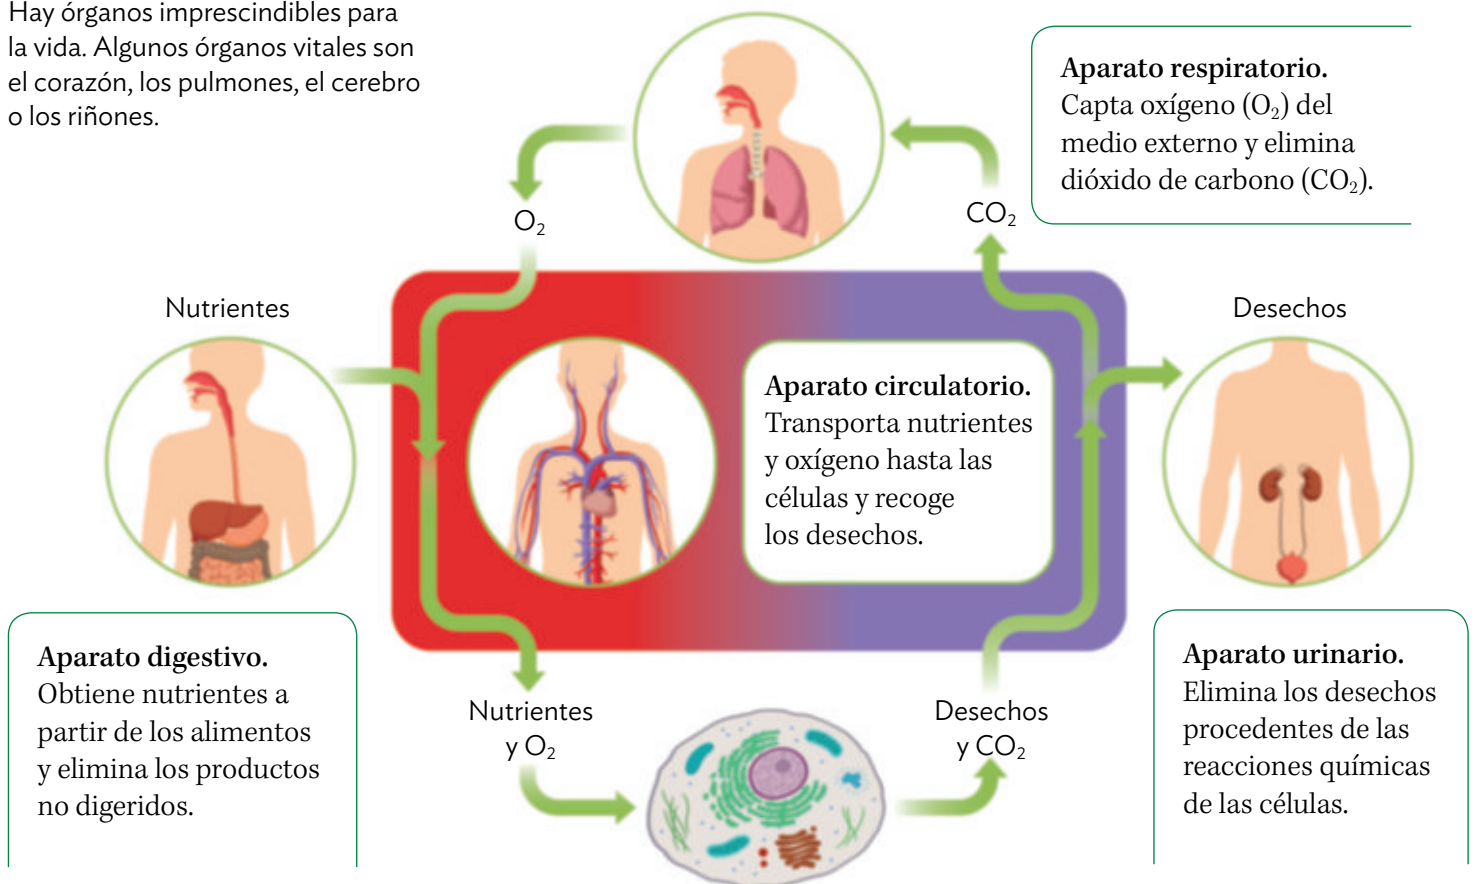 Hay órganos imprescindibles para
la vida. Algunos órganos vitales son
el corazón, los pulmones, el cerebro
o los riñones.
Aparato respiratorio.
Capta oxígeno (O₂) del
medio externo y elimina
dióxido de carbono (CO₂).
O₂
CO₂
Nutrientes
Desechos
Aparato circulatorio.
Transporta nutrientes
y oxígeno hasta las
células y recoge
los desechos.
Aparato digestivo.
Obtiene nutrientes a
partir de los alimentos
y elimina los productos
no digeridos.
Nutrientes
y O₂
Desechos
y CO₂
Aparato urinario.
Elimina los desechos
procedentes de las
reacciones químicas
de las células.